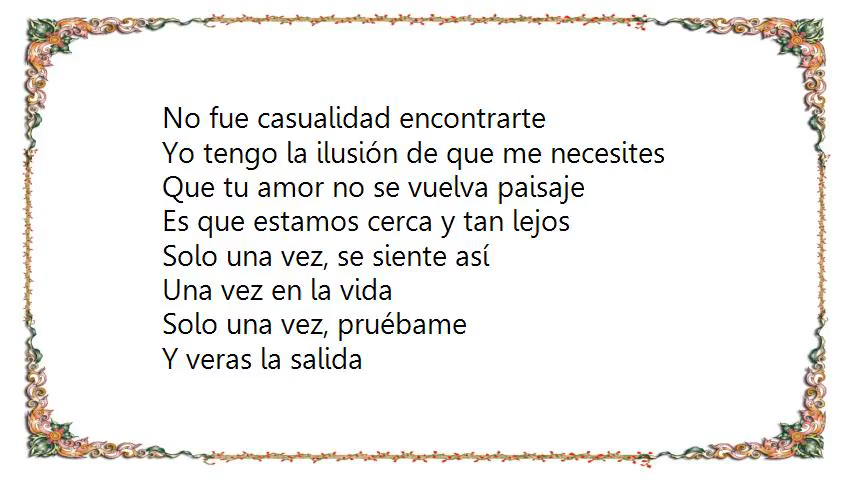 No fue casualidad encontrarte
Yo tengo la ilusión de que me necesites
Que tu amor no se vuelva paisaje
Es que estamos cerca y tan lejos
Solo una vez, se siente así
Una vez en la vida
Solo una vez, pruébame
Y veras la salida